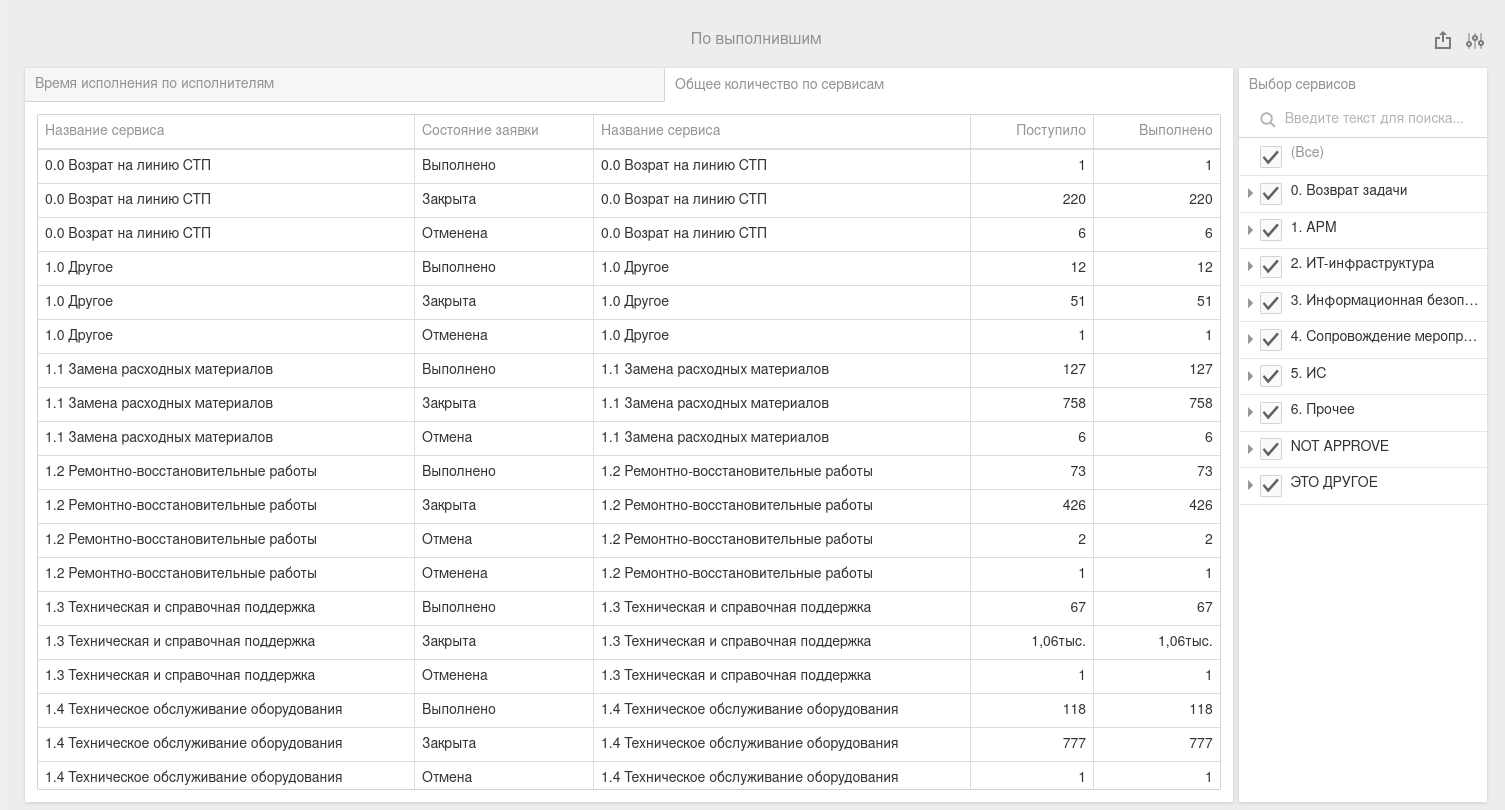 По выполнившим
Время исполнения по исполнителям
Общее количество по сервисам
Название сервиса Состояние заявки Название сервиса Поступило Выполнено
0.0 Возрат на линию СТП Выполнено 0.0 Возрат на линию СТП 1 1
0.0 Возрат на линию СТП Закрыта 0.0 Возрат на линию СТП 220 220
0.0 Возрат на линию СТП Отменена 0.0 Возрат на линию СТП 6 6
1.0 Другое Выполнено 1.0 Другое 12 12
1.0 Другое Закрыта 1.0 Другое 51 51
1.0 Другое Отменена 1.0 Другое 1 1
1.1 Замена расходных материалов Выполнено 1.1 Замена расходных материалов 127 127
1.1 Замена расходных материалов Закрыта 1.1 Замена расходных материалов 758 758
1.1 Замена расходных материалов Отмена 1.1 Замена расходных материалов 6 6
1.2 Ремонтно-восстановительные работы Выполнено 1.2 Ремонтно-восстановительные работы 73 73
1.2 Ремонтно-восстановительные работы Закрыта 1.2 Ремонтно-восстановительные работы 426 426
1.2 Ремонтно-восстановительные работы Отмена 1.2 Ремонтно-восстановительные работы 2 2
1.2 Ремонтно-восстановительные работы Отменена 1.2 Ремонтно-восстановительные работы 1 1
1.3 Техническая и справочная поддержка Выполнено 1.3 Техническая и справочная поддержка 67 67
1.3 Техническая и справочная поддержка Закрыта 1.3 Техническая и справочная поддержка 1,06тыс. 1,06тыс.
1.3 Техническая и справочная поддержка Отменена 1.3 Техническая и справочная поддержка 1 1
1.4 Техническое обслуживание оборудования Выполнено 1.4 Техническое обслуживание оборудования 118 118
1.4 Техническое обслуживание оборудования Закрыта 1.4 Техническое обслуживание оборудования 777 777
1.4 Техническое обслуживание оборудования Отмена 1.4 Техническое обслуживание оборудования 1 1
Выбор сервисов
Введите текст для поиска...
(Все)
0. Возврат задачи
1. АРМ
2. ИТ-инфраструктура
3. Информационная безоп...
4. Сопровождение меропр...
5. ИС
6. Прочее
NOT APPROVE
ЭТО ДРУГОЕ